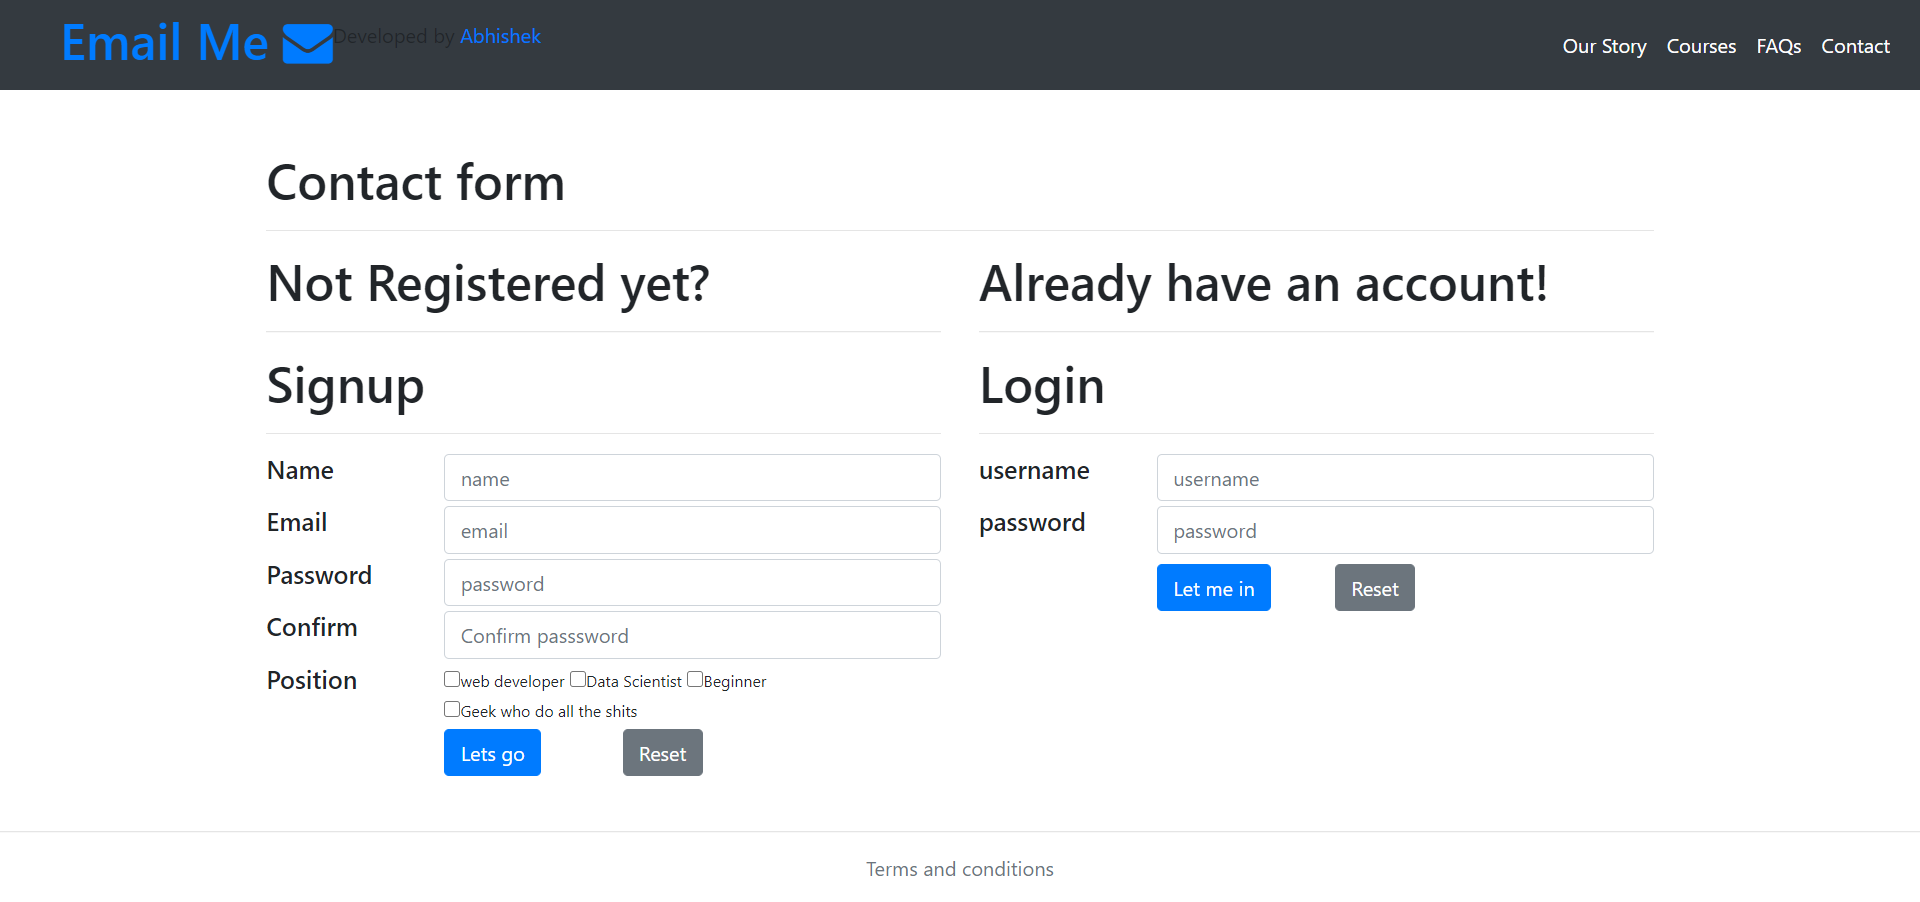 Email Me Developed by Abhishek
Our Story Courses FAQs Contact
Contact form
Not Registered yet?
Signup
Name name
Email email
Password password
Confirm Confirm passsword
Position web developer Data Scientist Beginner
Geek who do all the shits
Lets go Reset
Already have an account!
Login
username username
password password
Let me in Reset
Terms and conditions